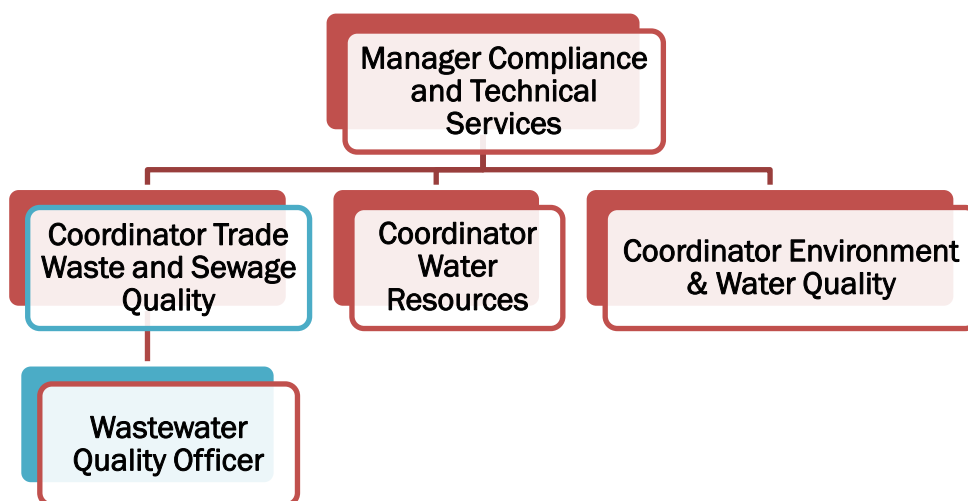 Manager Compliance
and Technical
Services
Coordinator Trade
Waste and Sewage
Quality
Coordinator
Water
Resources
Coordinator Environment
& Water Quality
Wastewater
Quality Officer